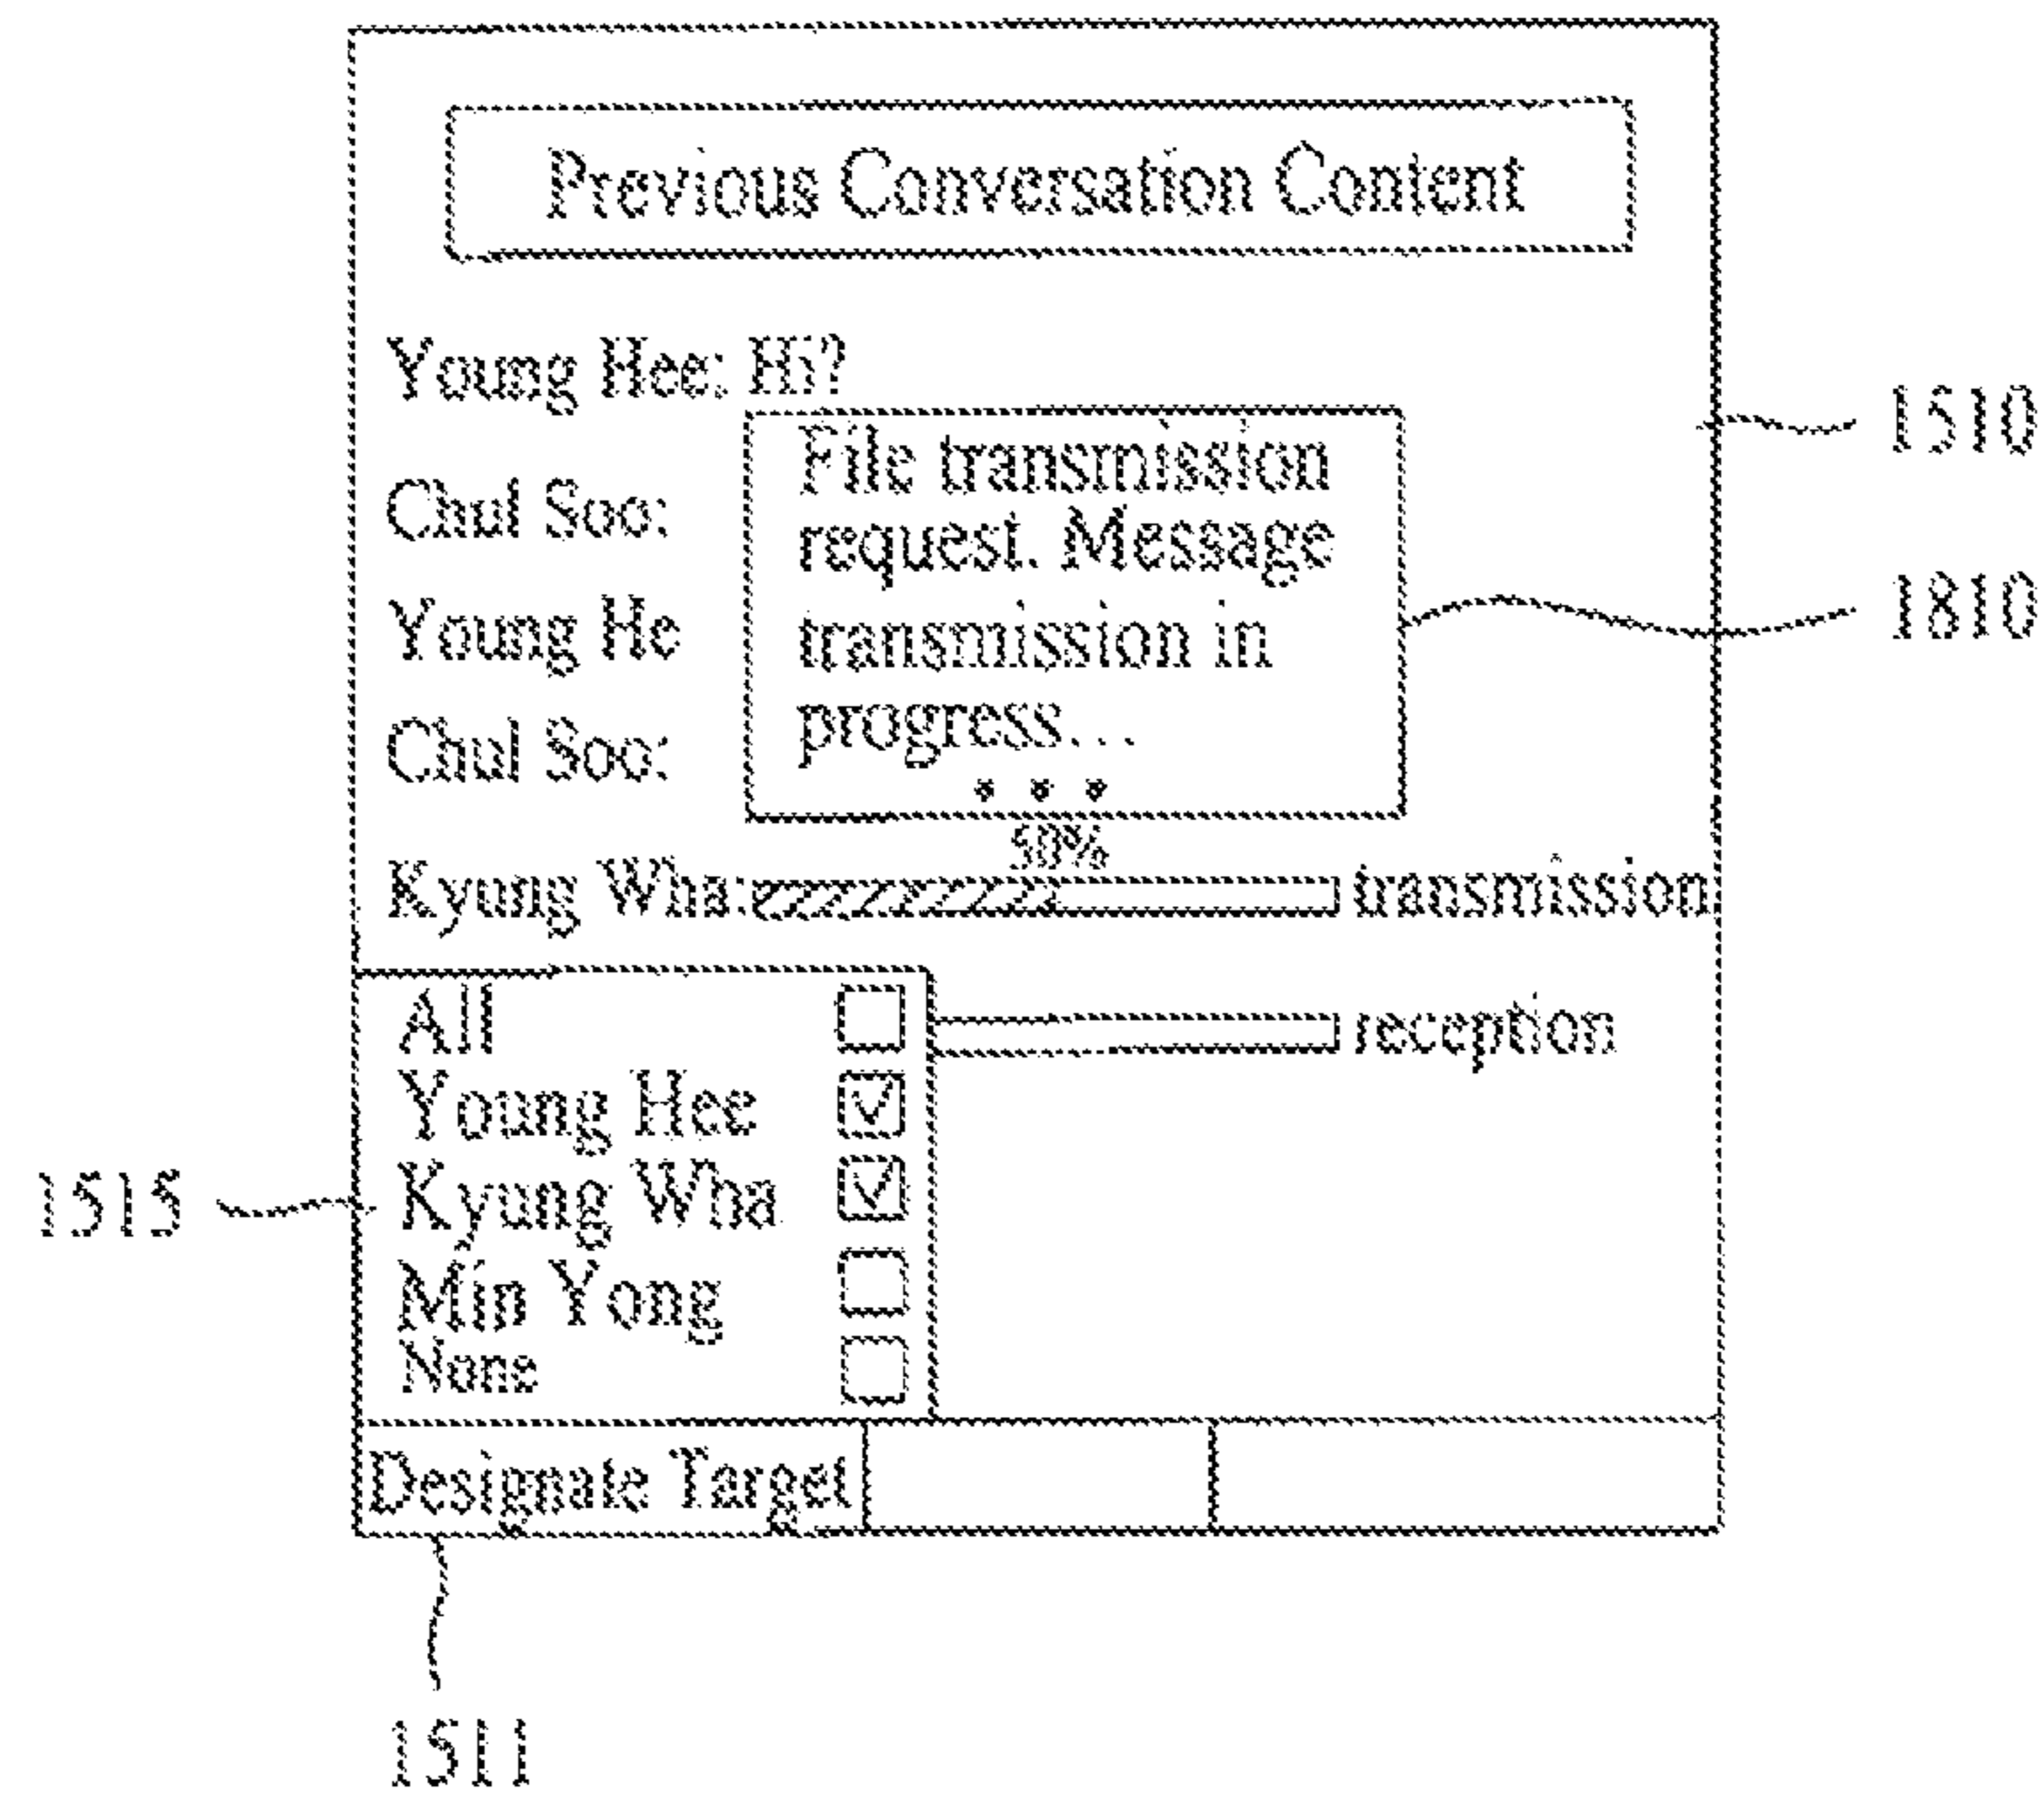 Previous Conversation Content
Young Hee: Hi?
1510
File transmission
Chul Soo:
request. Message
1810
Young He
transmission in
Chul Soo:
progress...
• • •
50%
Kyung Wha: transmission
All
reception
Young Hee
1515
Kyung Wha
Min Yong
None
Designate Target
1511